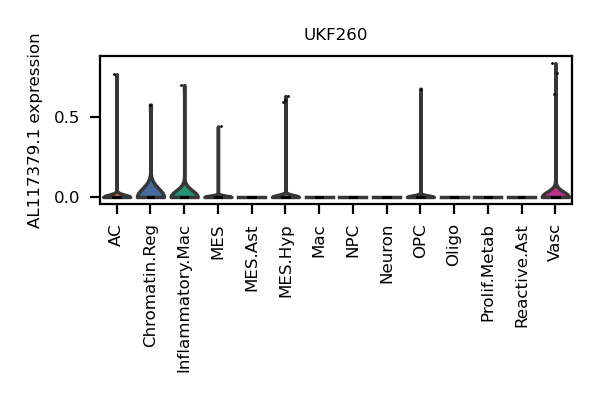 UKF260
AL117379.1 expression
0.5
0.0
AC
Chromatin.Reg
Inflammatory.Mac
MES
MES.Ast
MES.Hyp
Mac
NPC
Neuron
OPC
Oligo
Prolif.Metab
Reactive.Ast
Vasc